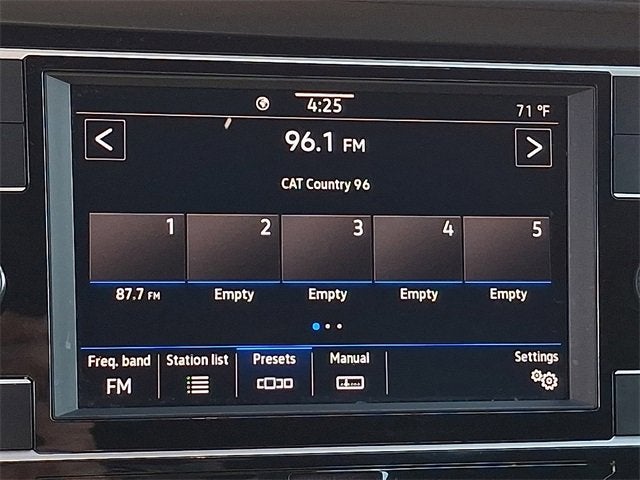 4:25
71 °F
96.1 FM
CAT Country 96
1 2 3 4 5
87.7 FM Empty Empty Empty Empty
Freq. band Station list Presets Manual Settings
FM